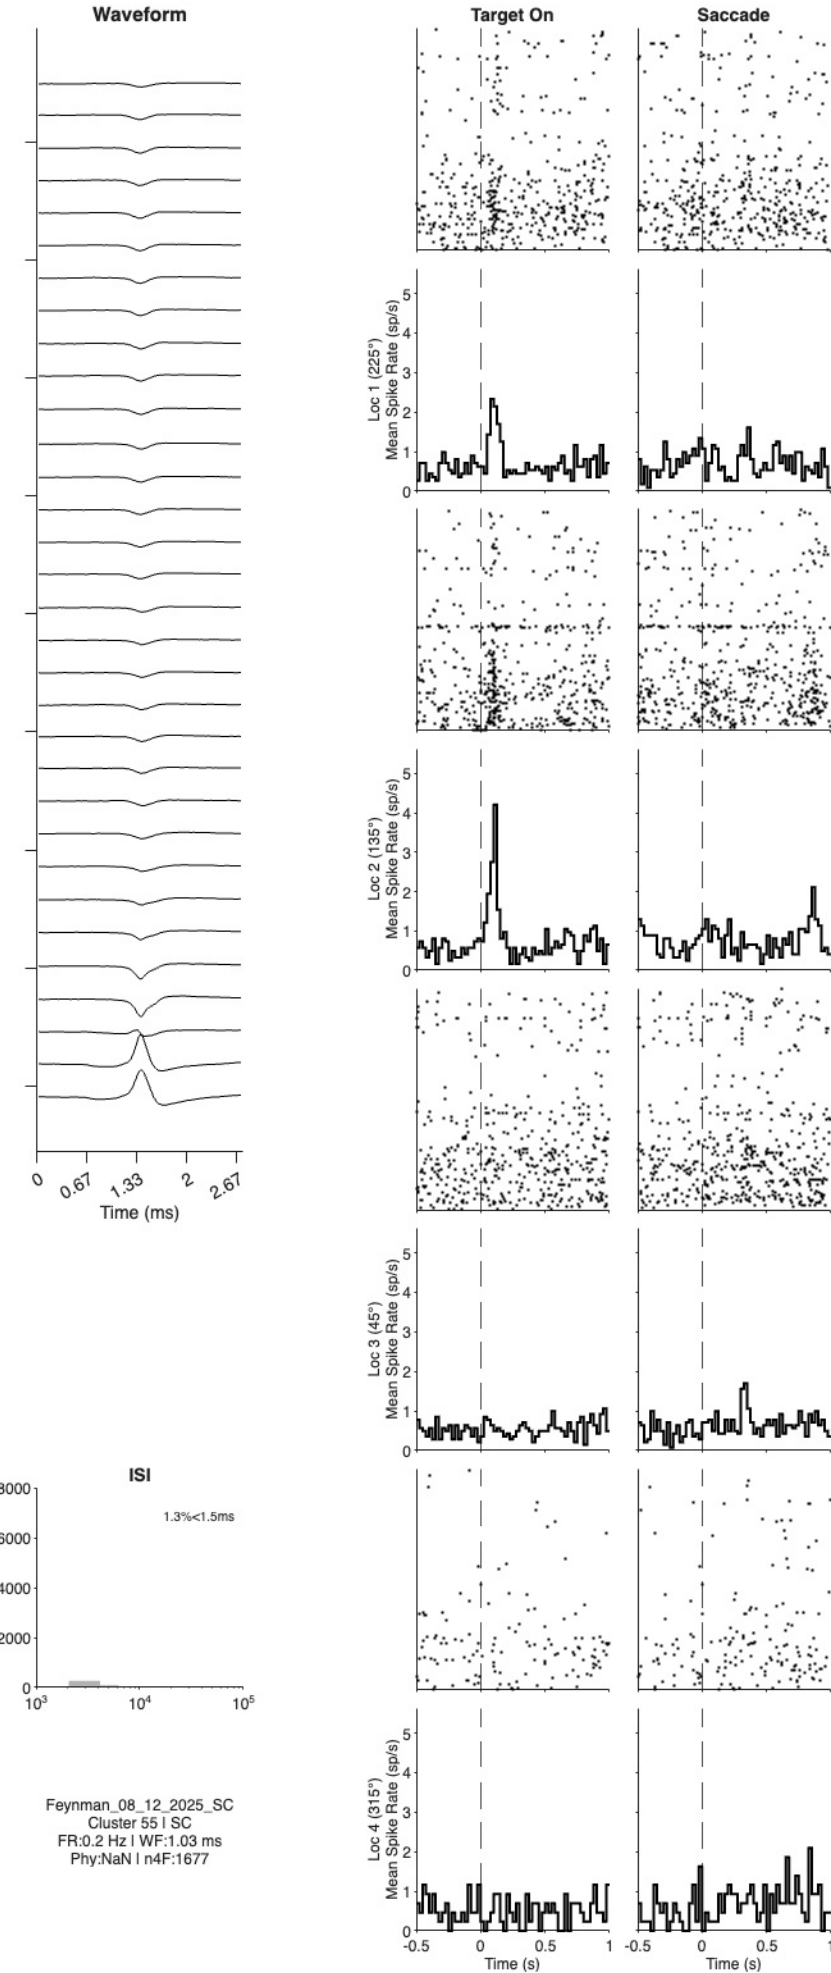 Waveform
0
0.67
1.33
2
2.67
Time (ms)
ISI
1.3%<1.5ms
8000
6000
4000
2000
0
10³
10⁴
10⁵
Feynman_08_12_2025_SC
Cluster 55 | SC
FR:0.2 Hz | WF:1.03 ms
Phy:NaN | n4F:1677
Target On
Saccade
Loc 1 (225°)
Mean Spike Rate (sp/s)
5
4
3
2
1
0
Loc 2 (135°)
Mean Spike Rate (sp/s)
5
4
3
2
1
0
Loc 3 (45°)
Mean Spike Rate (sp/s)
5
4
3
2
1
0
Loc 4 (315°)
Mean Spike Rate (sp/s)
5
4
3
2
1
0
-0.5
0
0.5
1
Time (s)
-0.5
0
0.5
1
Time (s)